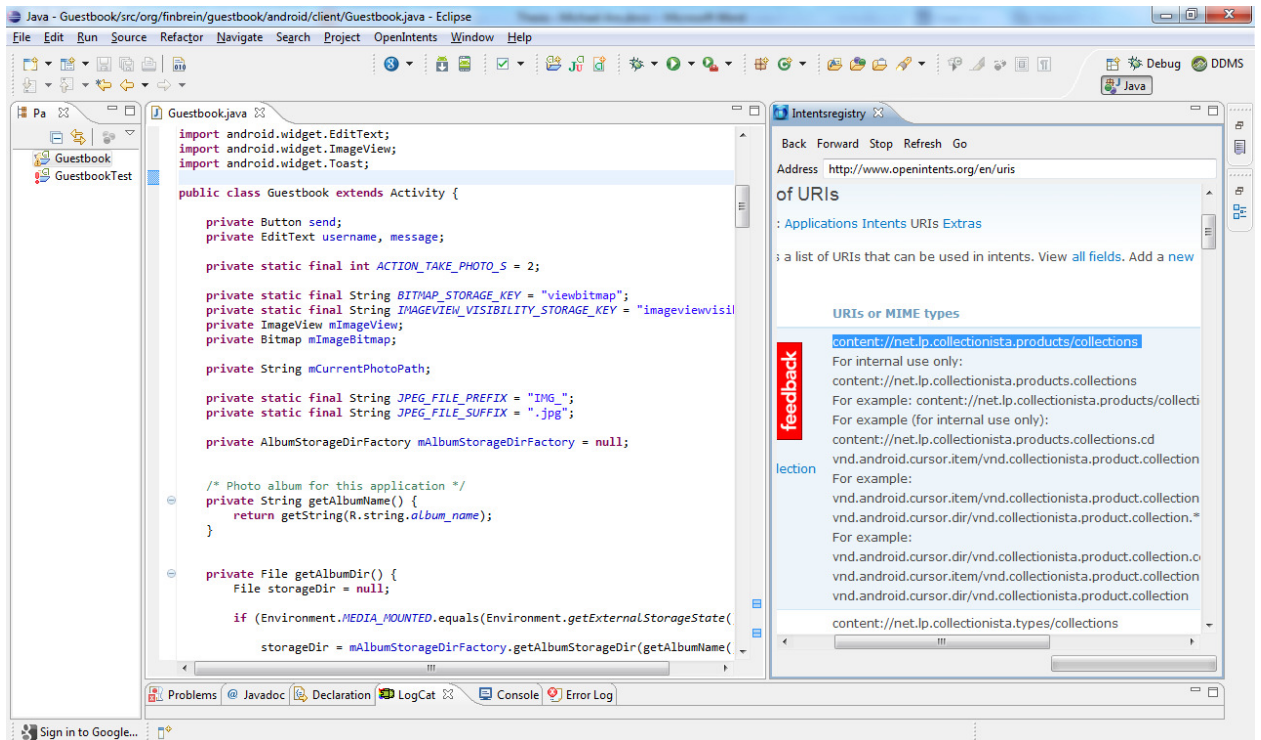 Java - Guestbook/src/org/finbrein/guestbook/android/client/Guestbook.java - Eclipse
File Edit Run Source Refactor Navigate Search Project OpenIntents Window Help
Debug DDMS
Java
Pa
Guestbook
GuestbookTest
Guestbook.java
import android.widget.EditText;
import android.widget.ImageView;
import android.widget.Toast;
public class Guestbook extends Activity {
private Button send;
private EditText username, message;
private static final int ACTION_TAKE_PHOTO_S = 2;
private static final String BITMAP_STORAGE_KEY = "viewbitmap";
private static final String IMAGEVIEW_VISIBILITY_STORAGE_KEY = "imageviewvisi
private ImageView mImageView;
private Bitmap mImageBitmap;
private String mCurrentPhotoPath;
private static final String JPEG_FILE_PREFIX = "IMG_";
private static final String JPEG_FILE_SUFFIX = ".jpg";
private AlbumStorageDirFactory mAlbumStorageDirFactory = null;
/* Photo album for this application */
private String getAlbumName() {
return getString(R.string.album_name);
}
private File getAlbumDir() {
File storageDir = null;
if (Environment.MEDIA_MOUNTED.equals(Environment.getExternalStorageState(
storageDir = mAlbumStorageDirFactory.getAlbumStorageDir(getAlbumName(
Intentsregistry
Back Forward Stop Refresh Go
Address http://www.openintents.org/en/uris
of URIs
: Applications Intents URIs Extras
s a list of URIs that can be used in intents. View all fields. Add a new
URIs or MIME types
feedback
lection
content://net.lp.collectionista.products/collections
For internal use only:
content://net.lp.collectionista.products.collections
For example: content://net.lp.collectionista.products/collecti
For example (for internal use only):
content://net.lp.collectionista.products.collections.cd
vnd.android.cursor.item/vnd.collectionista.product.collection
For example:
vnd.android.cursor.item/vnd.collectionista.product.collection
vnd.android.cursor.dir/vnd.collectionista.product.collection.*
For example:
vnd.android.cursor.dir/vnd.collectionista.product.collection.c
vnd.android.cursor.item/vnd.collectionista.product.collection
vnd.android.cursor.dir/vnd.collectionista.product.collection
content://net.lp.collectionista.types/collections
Problems Javadoc Declaration LogCat Console Error Log
Sign in to Google...